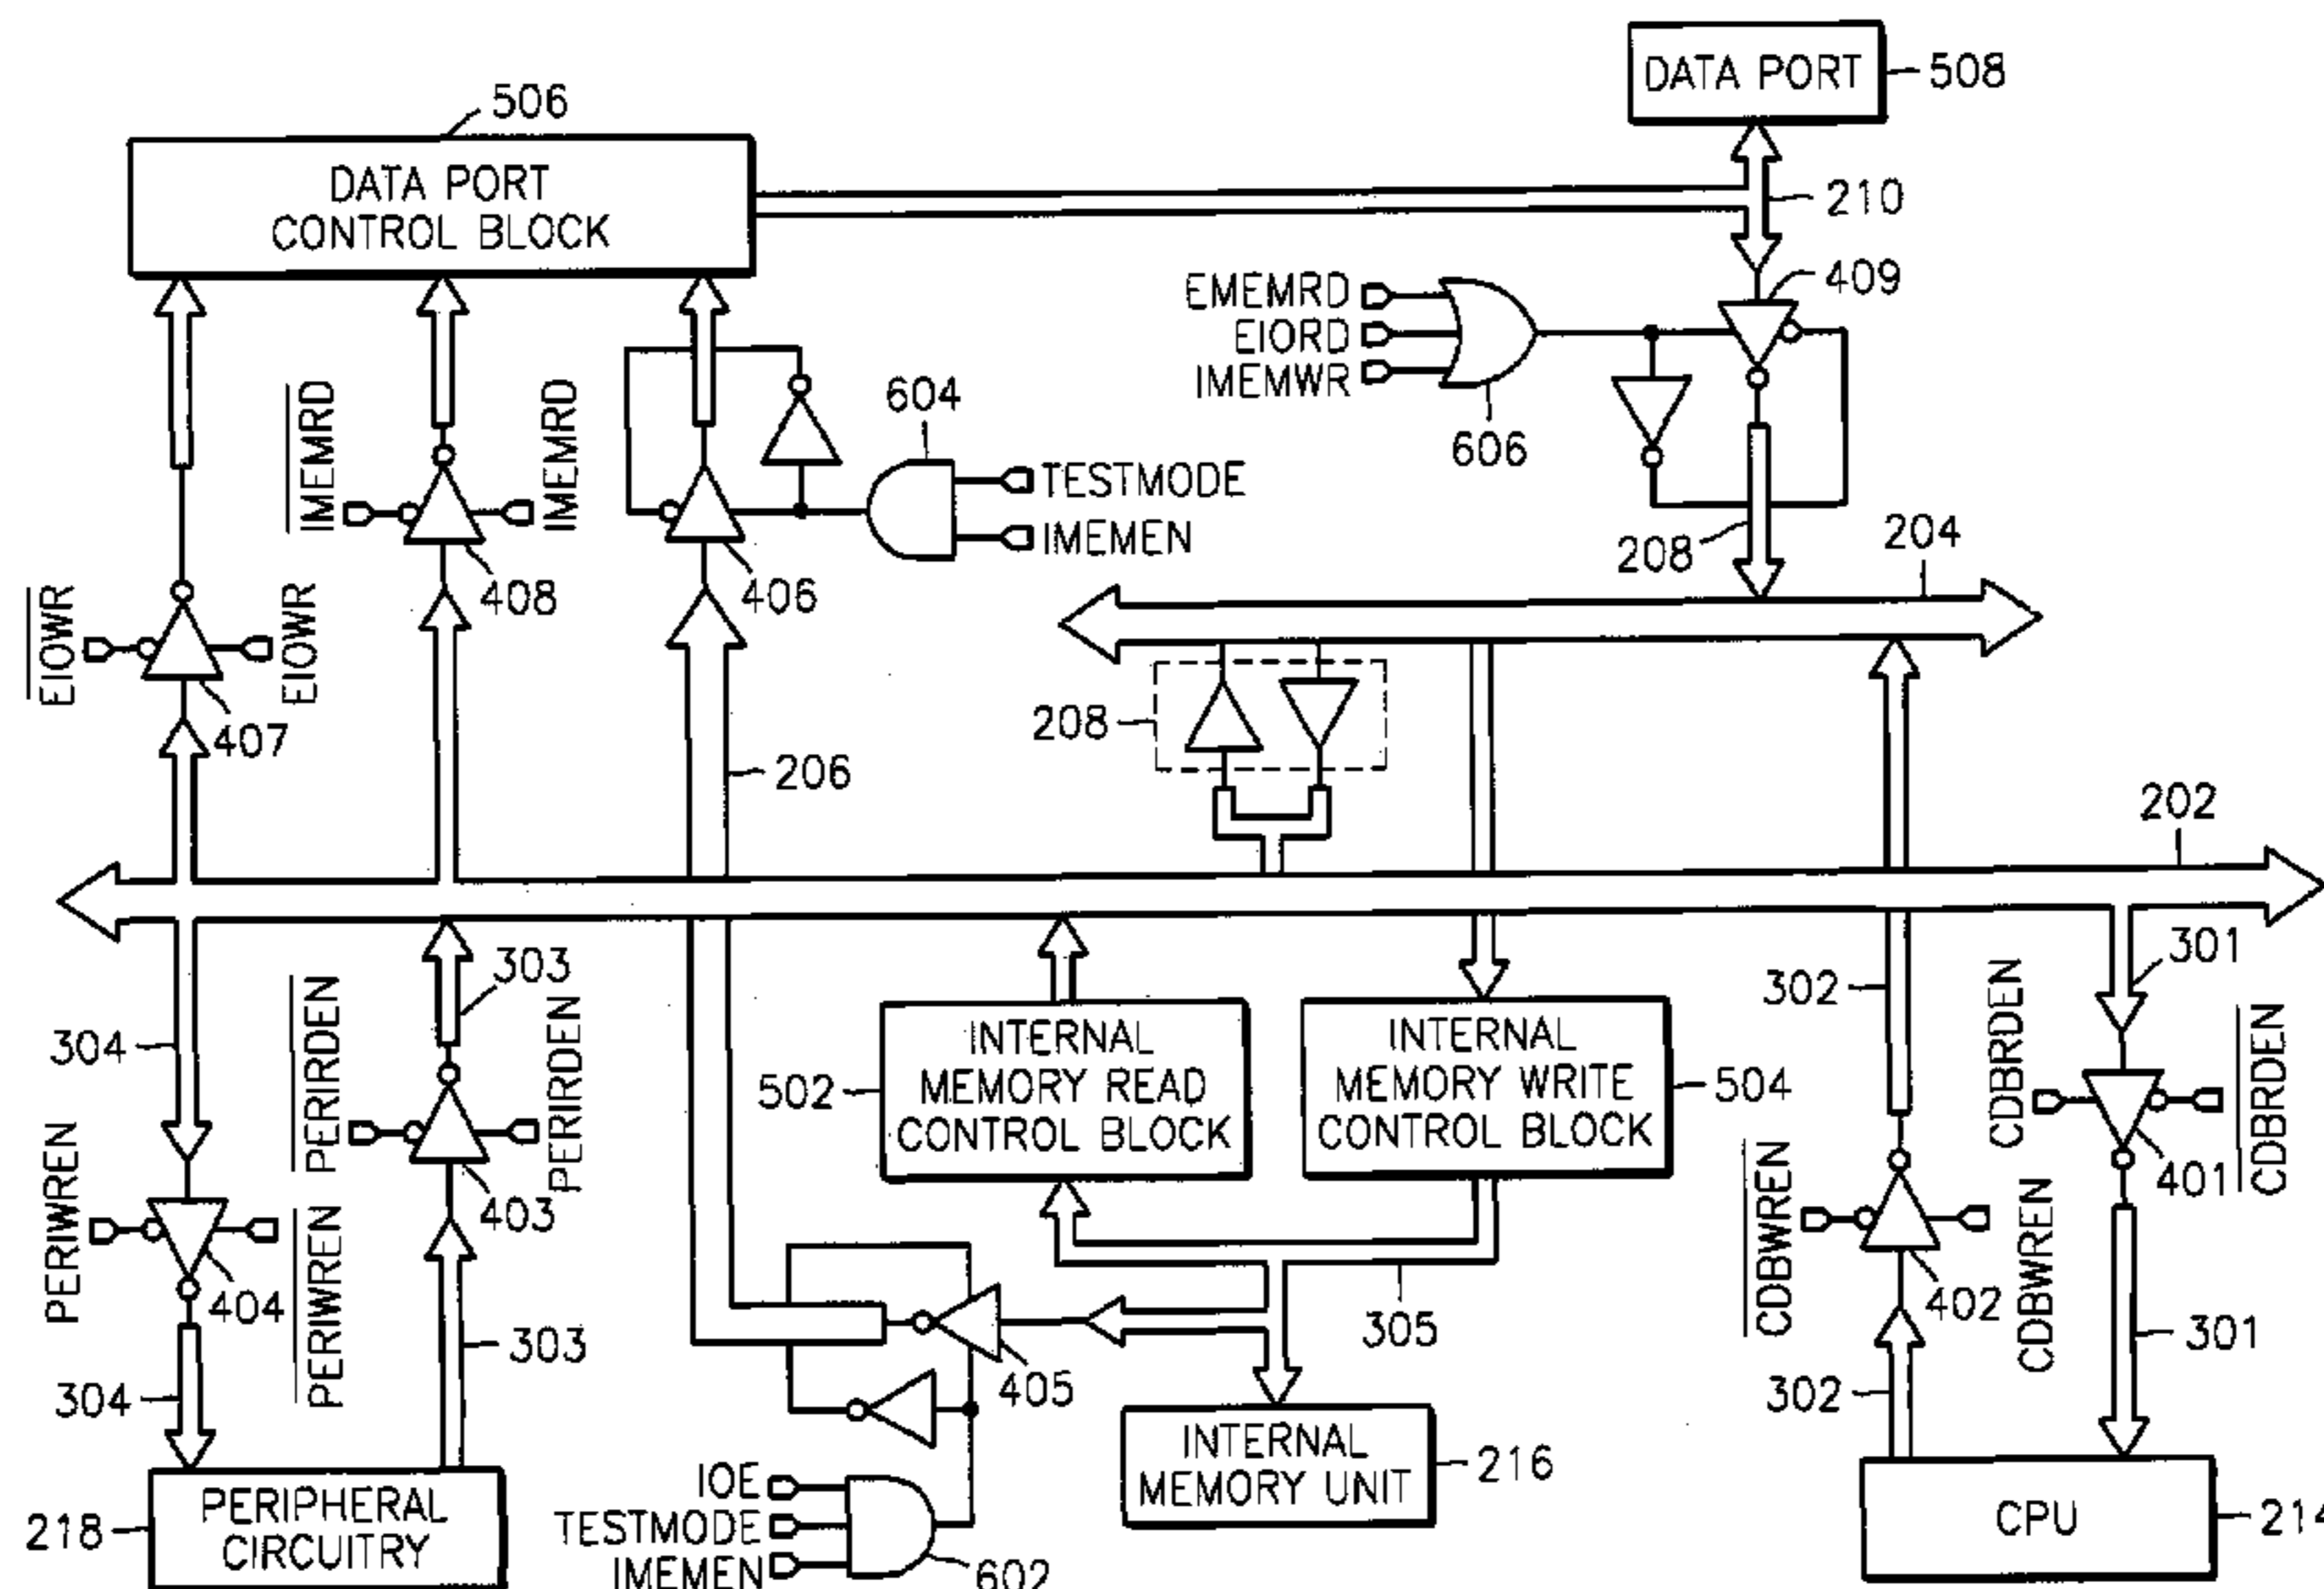 DATA PORT
508
506
DATA PORT
CONTROL BLOCK
210
409
EMEMRD
EIORD
IMEMWR
606
604
TESTMODE
IMEMEN
IMEMRD
IMEMRD
408
406
208
204
EIOWR
EIOWR
407
206
208
202
303
304
PERIRDEN
PERIRDEN
403
INTERNAL
MEMORY READ
CONTROL BLOCK
502
INTERNAL
MEMORY WRITE
CONTROL BLOCK
504
302
301
CDBRDEN
CDBRDEN
401
PERIWREN
PERIWREN
404
303
304
CDBWREN
CDBWREN
402
301
302
305
405
IOE
TESTMODE
IMEMEN
602
INTERNAL
MEMORY UNIT
216
PERIPHERAL
CIRCUITRY
218
CPU
214